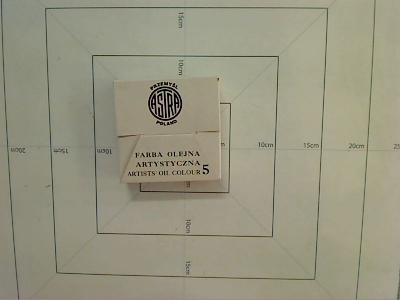 15cm
10cm
PRZEMYŚL
ASTRA
POLAND
20cm 15cm 10cm 10cm 15cm 20cm
FARBA OLEJNA
ARTYSTYCZNA
ARTISTS' OIL COLOUR 5
10cm
15cm